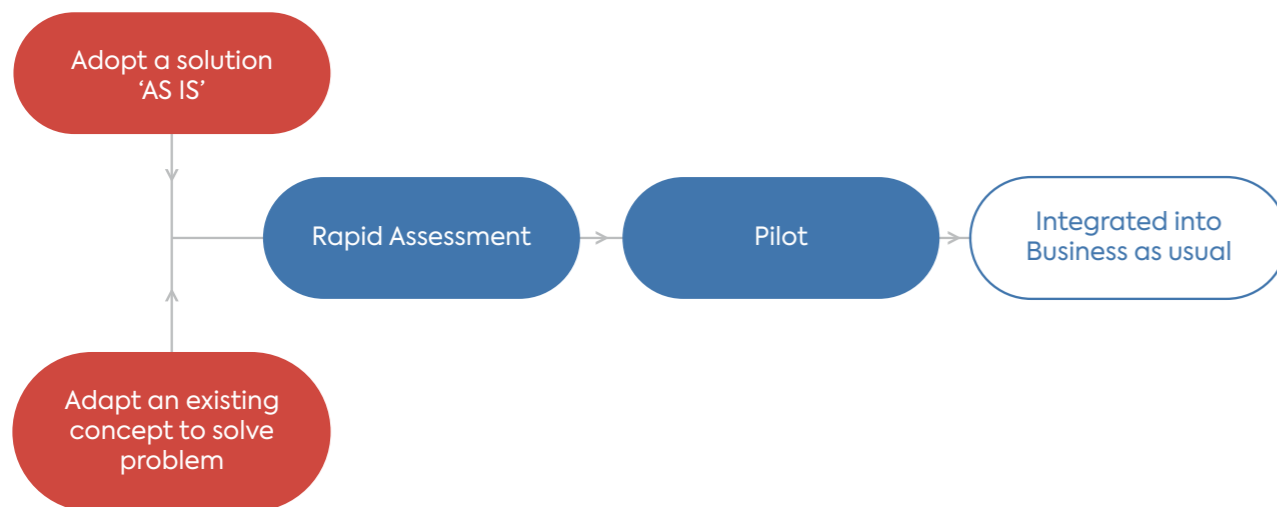 Adopt a solution
‘AS IS’
Rapid Assessment
Pilot
Integrated into
Business as usual
Adapt an existing
concept to solve
problem